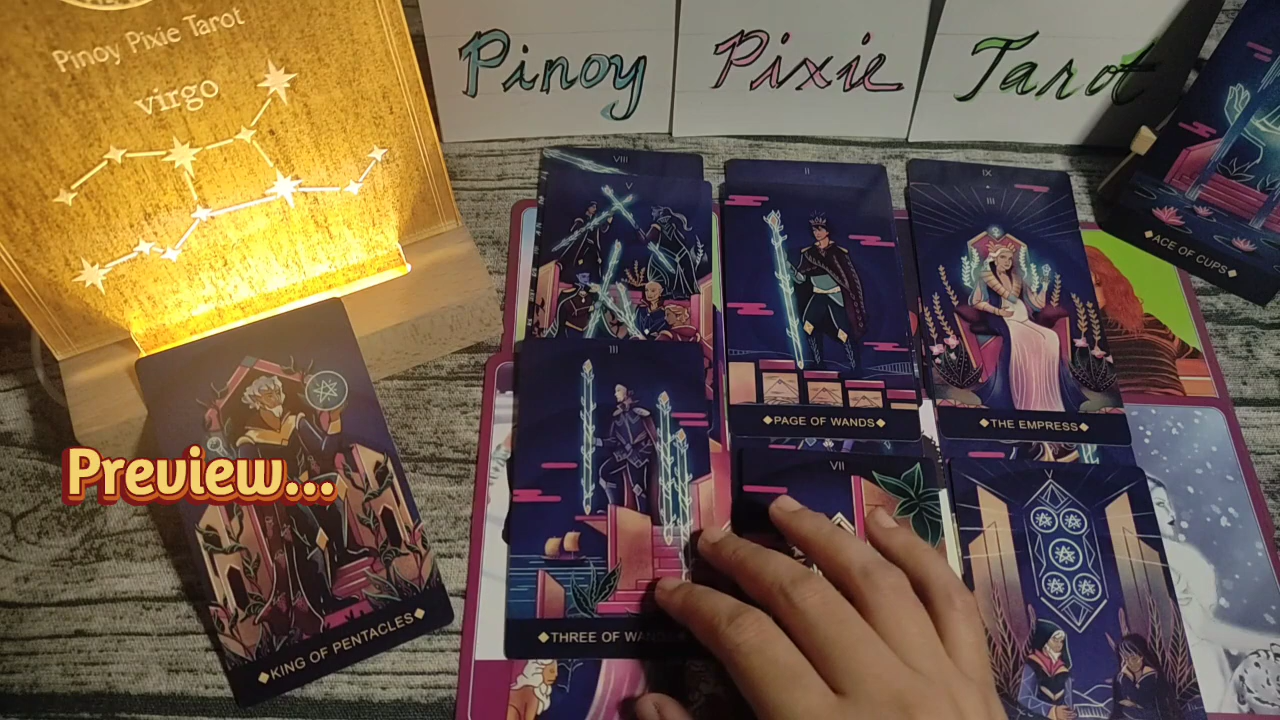 Pinoy Pixie Tarot
virgo
Pinoy Pixie Tarot
VIII
V
II
IX
III
ACE OF CUPS
PAGE OF WANDS
THE EMPRESS
III
VII
V
Preview...
THREE OF WANDS
KING OF PENTACLES